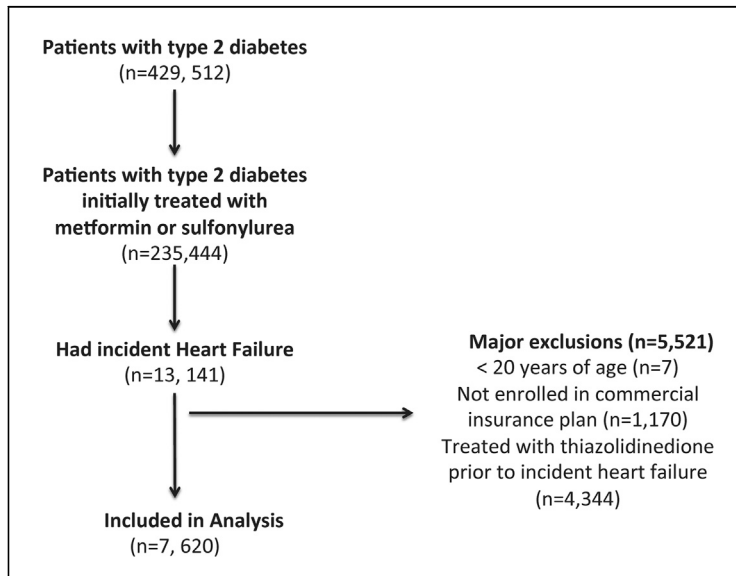 Patients with type 2 diabetes
(n=429, 512)
Patients with type 2 diabetes
initially treated with
metformin or sulfonylurea
(n=235,444)
Had incident Heart Failure
(n=13, 141)
Major exclusions (n=5,521)
< 20 years of age (n=7)
Not enrolled in commercial
insurance plan (n=1,170)
Treated with thiazolidinedione
prior to incident heart failure
(n=4,344)
Included in Analysis
(n=7, 620)